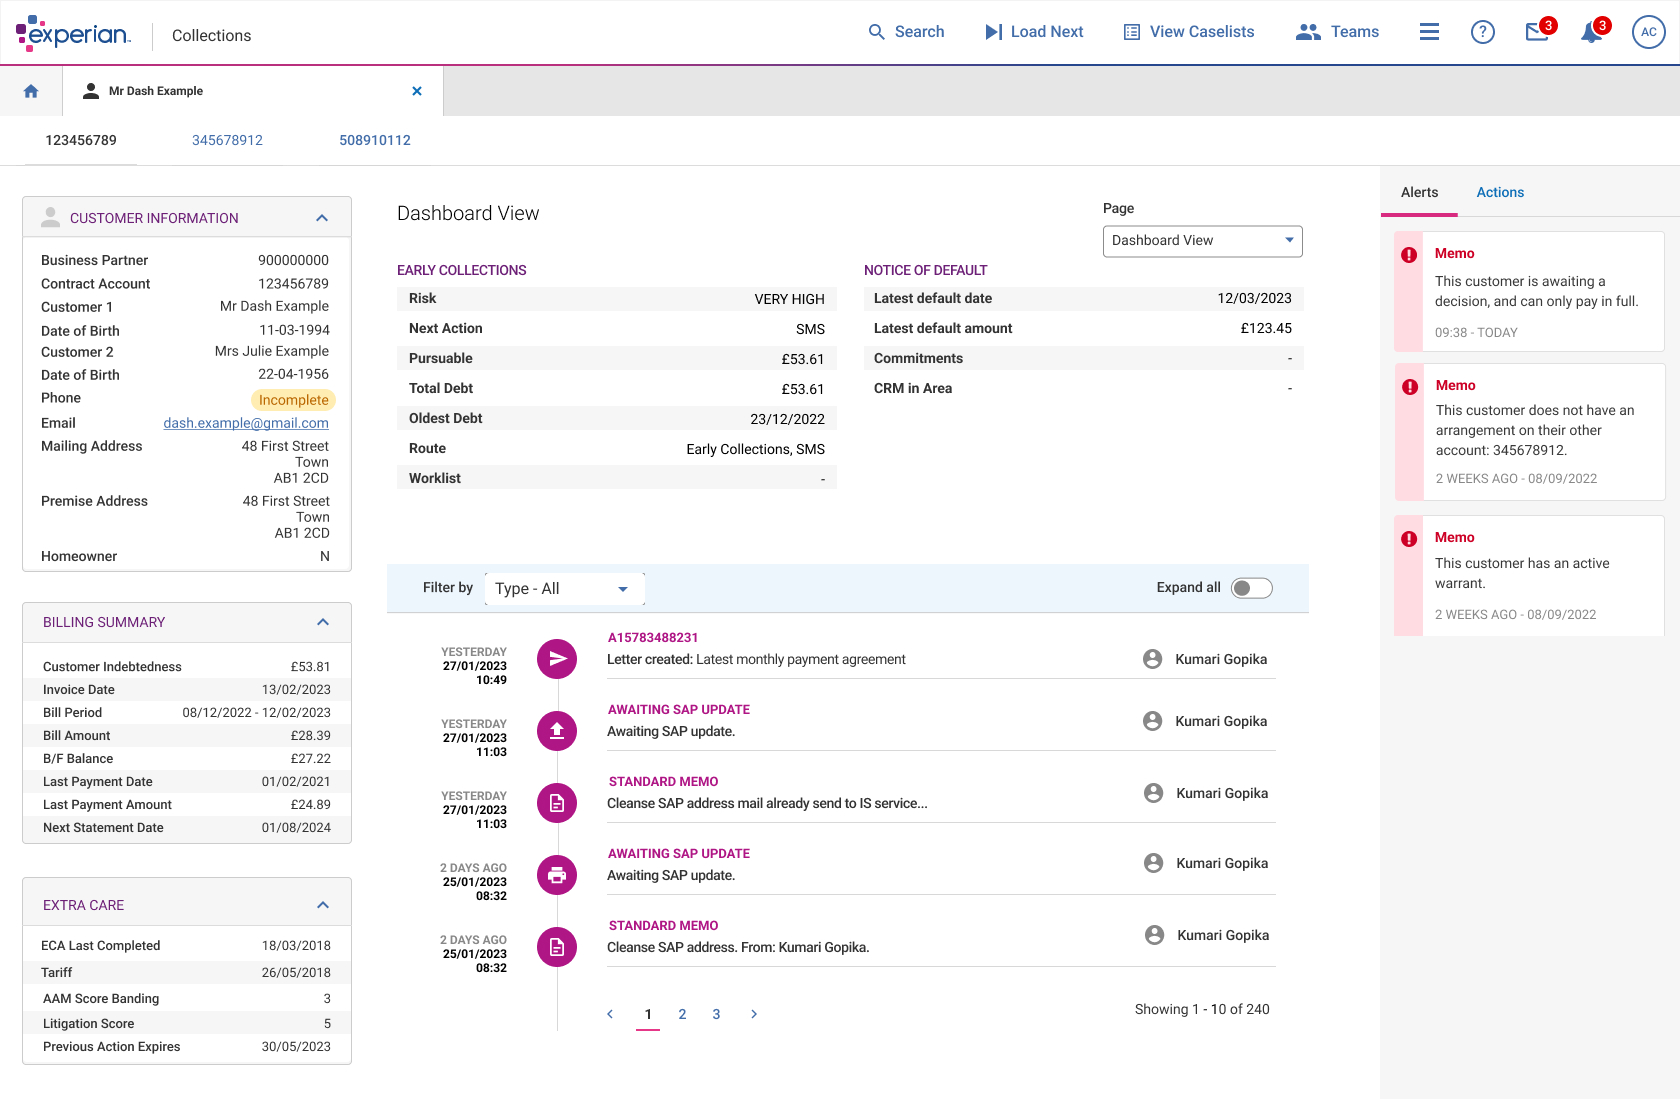 experian™
Collections
Search
Load Next
View Caselists
Teams
?
3
3
AC
Mr Dash Example
123456789
345678912
508910112
CUSTOMER INFORMATION
Business Partner 900000000
Contract Account 123456789
Customer 1 Mr Dash Example
Date of Birth 11-03-1994
Customer 2 Mrs Julie Example
Date of Birth 22-04-1956
Phone Incomplete
Email dash.example@gmail.com
Mailing Address 48 First Street
Town
AB1 2CD
Premise Address 48 First Street
Town
AB1 2CD
Homeowner N
BILLING SUMMARY
Customer Indebtedness £53.81
Invoice Date 13/02/2023
Bill Period 08/12/2022 - 12/02/2023
Bill Amount £28.39
B/F Balance £27.22
Last Payment Date 01/02/2021
Last Payment Amount £24.89
Next Statement Date 01/08/2024
EXTRA CARE
ECA Last Completed 18/03/2018
Tariff 26/05/2018
AAM Score Banding 3
Litigation Score 5
Previous Action Expires 30/05/2023
Dashboard View
Page
Dashboard View
EARLY COLLECTIONS
Risk VERY HIGH
Next Action SMS
Pursuable £53.61
Total Debt £53.61
Oldest Debt 23/12/2022
Route Early Collections, SMS
Worklist -
NOTICE OF DEFAULT
Latest default date 12/03/2023
Latest default amount £123.45
Commitments -
CRM in Area -
Filter by Type - All
Expand all
YESTERDAY
27/01/2023
10:49
A15783488231
Letter created: Latest monthly payment agreement
Kumari Gopika
YESTERDAY
27/01/2023
11:03
AWAITING SAP UPDATE
Awaiting SAP update.
Kumari Gopika
YESTERDAY
27/01/2023
11:03
STANDARD MEMO
Cleanse SAP address mail already send to IS service...
Kumari Gopika
2 DAYS AGO
25/01/2023
08:32
AWAITING SAP UPDATE
Awaiting SAP update.
Kumari Gopika
2 DAYS AGO
25/01/2023
08:32
STANDARD MEMO
Cleanse SAP address. From: Kumari Gopika.
Kumari Gopika
1 2 3
Showing 1 - 10 of 240
Alerts
Actions
Memo
This customer is awaiting a
decision, and can only pay in full.
09:38 - TODAY
Memo
This customer does not have an
arrangement on their other
account: 345678912.
2 WEEKS AGO - 08/09/2022
Memo
This customer has an active
warrant.
2 WEEKS AGO - 08/09/2022